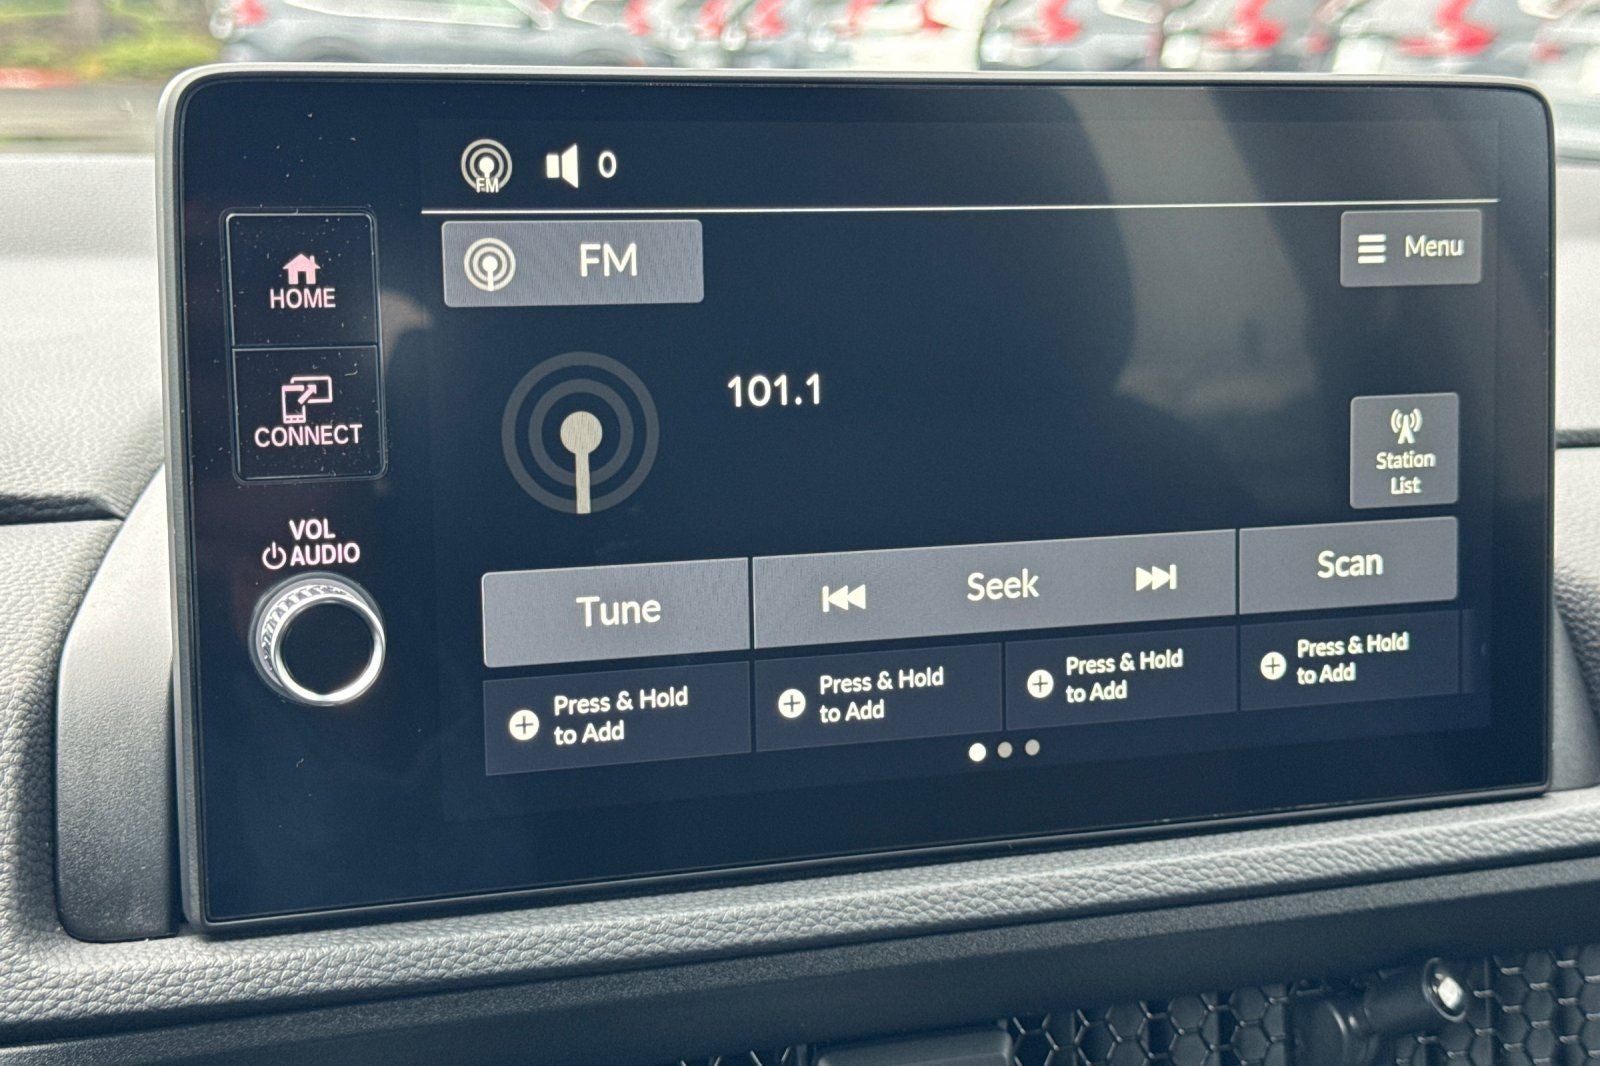 FM
0
FM
Menu
HOME
101.1
CONNECT
Station
List
VOL
AUDIO
Tune
Seek
Scan
Press & Hold
to Add
Press & Hold
to Add
Press & Hold
to Add
Press & Hold
to Add